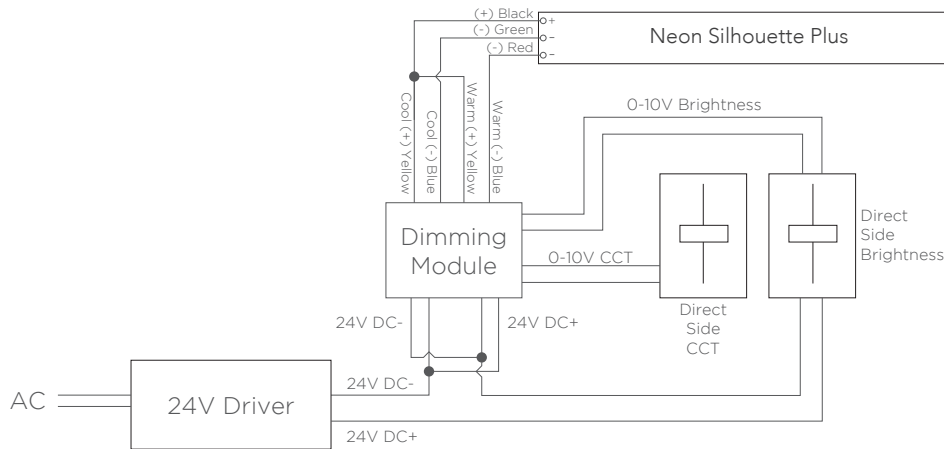 (+) Black
(-) Green
(-) Red
+
-
-
Neon Silhouette Plus
Cool (+) Yellow
Cool (-) Blue
Warm (+) Yellow
Warm (-) Blue
0-10V Brightness
Dimming
Module
0-10V CCT
Direct
Side
CCT
Direct
Side
Brightness
24V DC-
24V DC+
AC
24V Driver
24V DC-
24V DC+